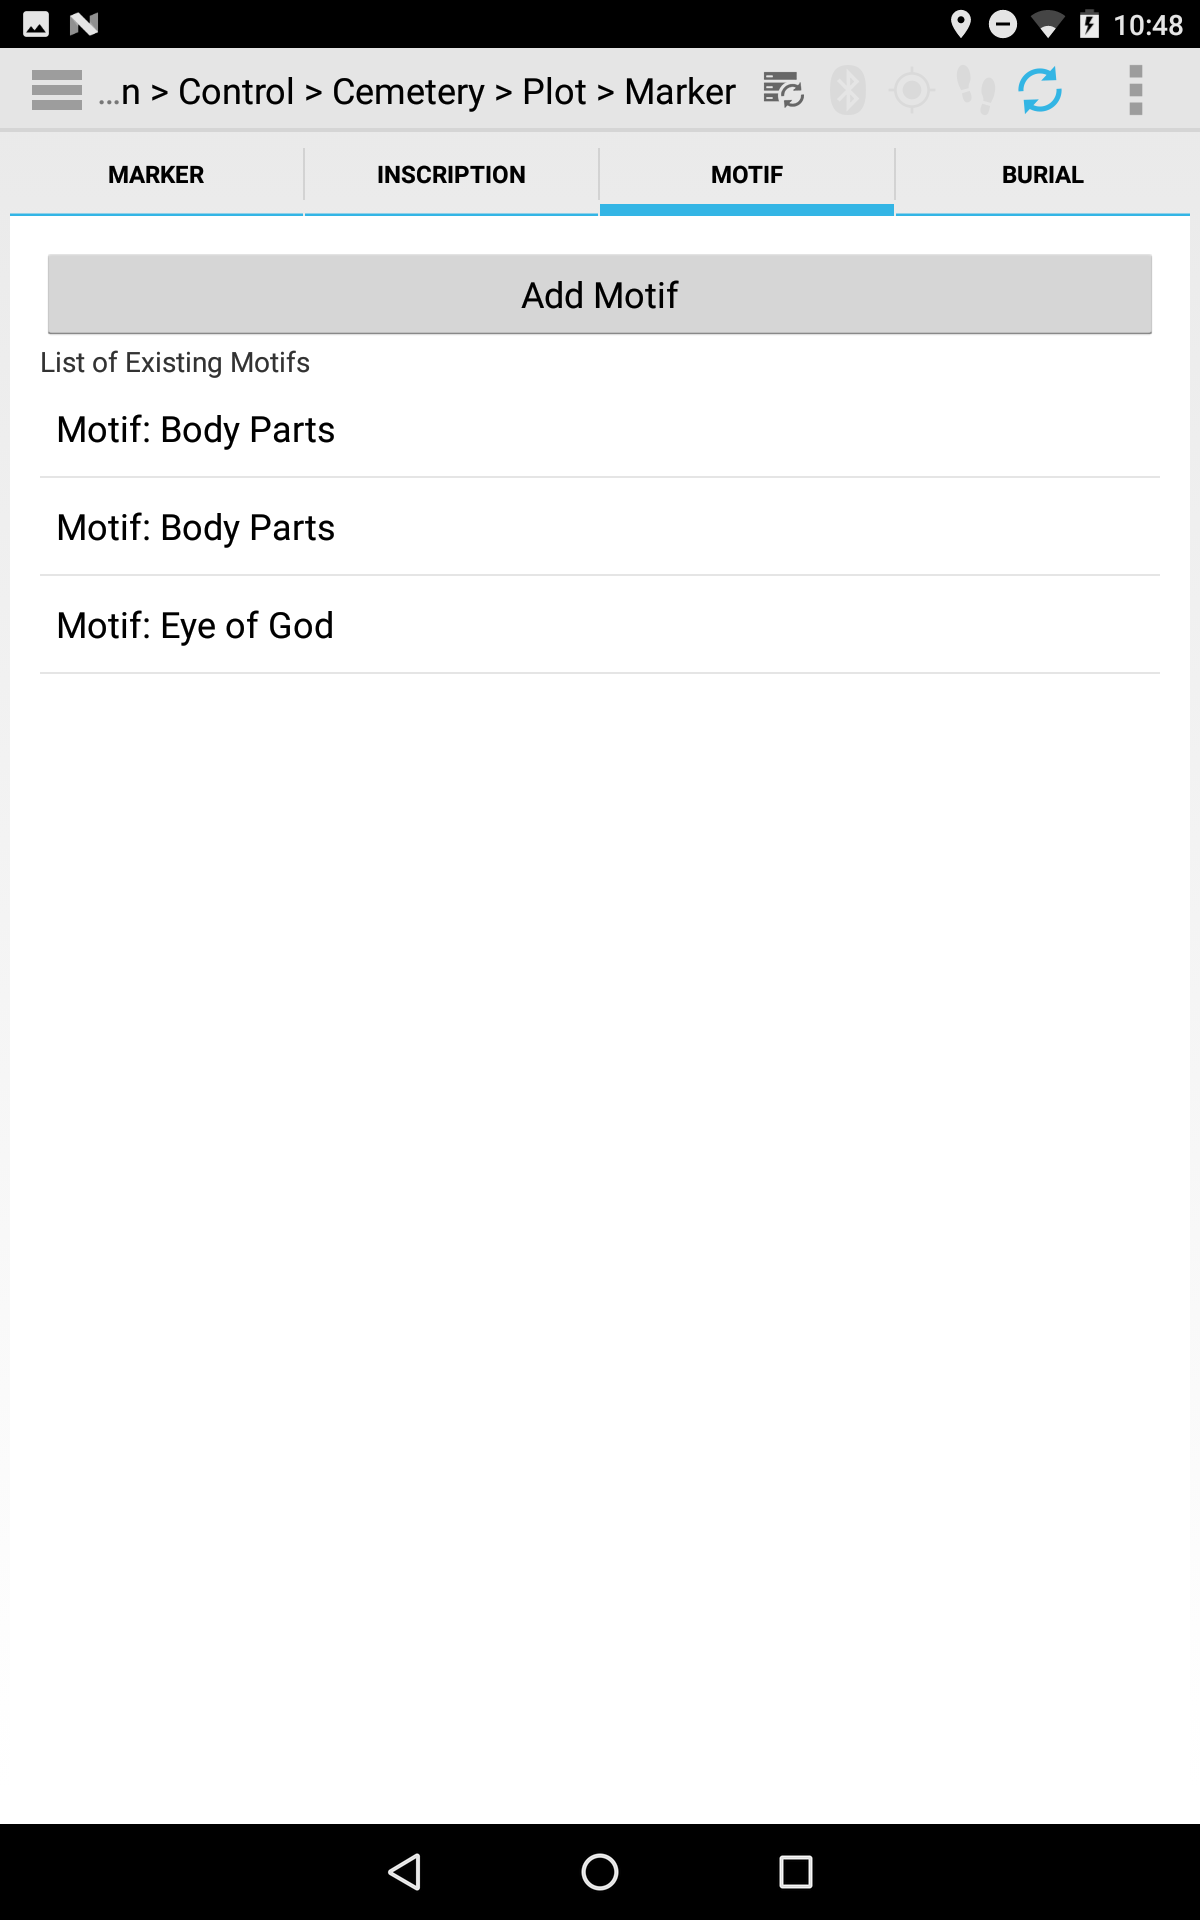 10:48
...n > Control > Cemetery > Plot > Marker
MARKER INSCRIPTION MOTIF BURIAL
Add Motif
List of Existing Motifs
Motif: Body Parts
Motif: Body Parts
Motif: Eye of God